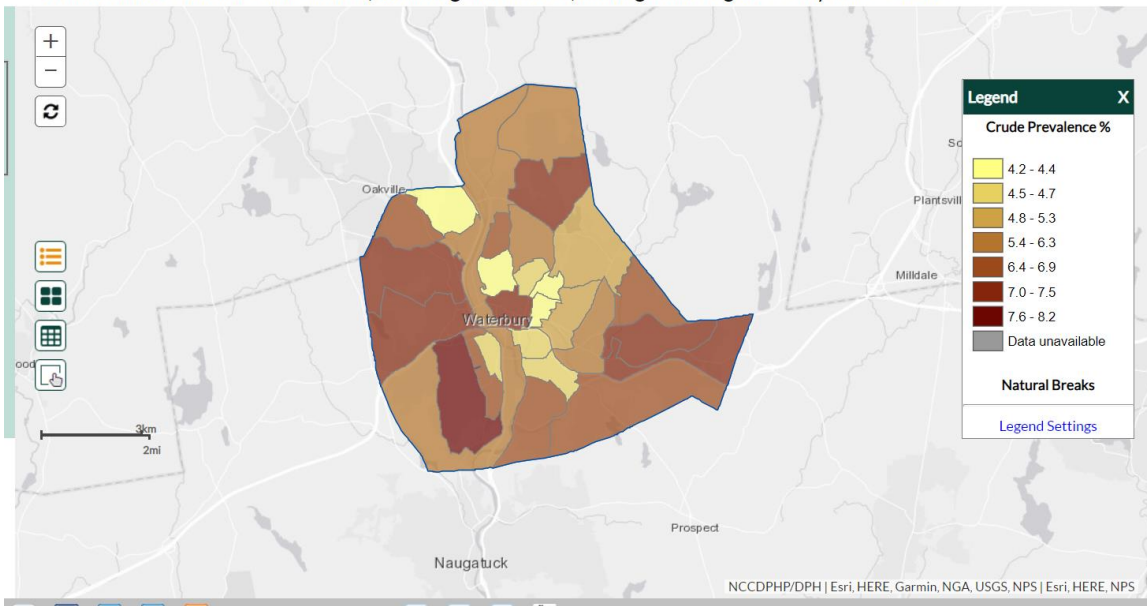 +
−
Oakville
Waterbury
3km
2mi
Naugatuck
Prospect
Milldale
Legend X
Crude Prevalence %
4.2 - 4.4
4.5 - 4.7
4.8 - 5.3
5.4 - 6.3
6.4 - 6.9
7.0 - 7.5
7.6 - 8.2
Data unavailable
Natural Breaks
Legend Settings
NCCDPHP/DPH | Esri, HERE, Garmin, NGA, USGS, NPS | Esri, HERE, NPS